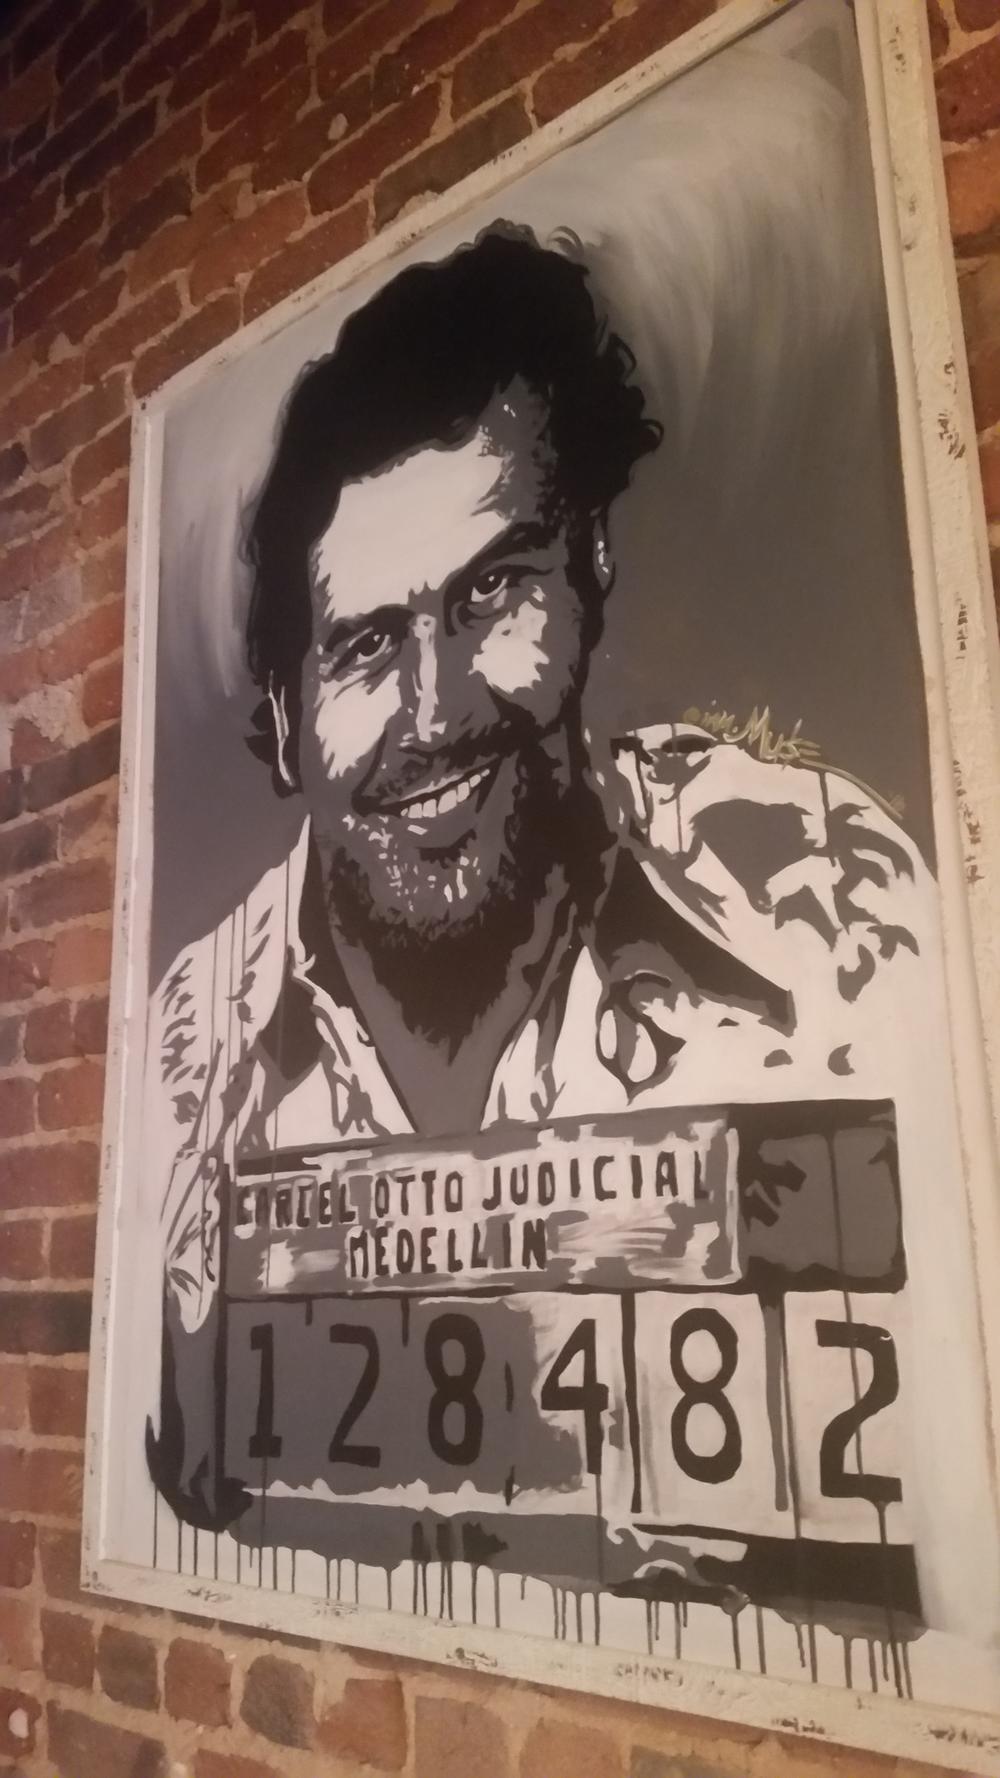 CARCEL OTTO JUDICIAL
MEDELLIN
128482